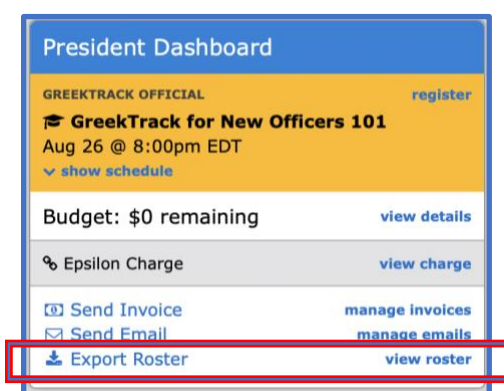 President Dashboard
GREEKTRACK OFFICIAL register
GreekTrack for New Officers 101
Aug 26 @ 8:00pm EDT
show schedule
Budget: $0 remaining view details
Epsilon Charge view charge
Send Invoice manage invoices
Send Email manage emails
Export Roster view roster